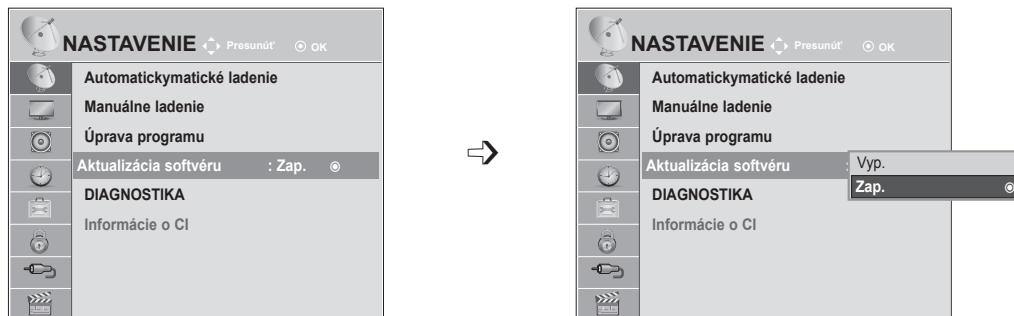 NASTAVENIE Presunúť OK
Automatickymatické ladenie
Manuálne ladenie
Úprava programu
Aktualizácia softvéru : Zap.
DIAGNOSTIKA
Informácie o CI
NASTAVENIE Presunúť OK
Automatickymatické ladenie
Manuálne ladenie
Úprava programu
Aktualizácia softvéru :
Vyp.
Zap.
DIAGNOSTIKA
Informácie o CI